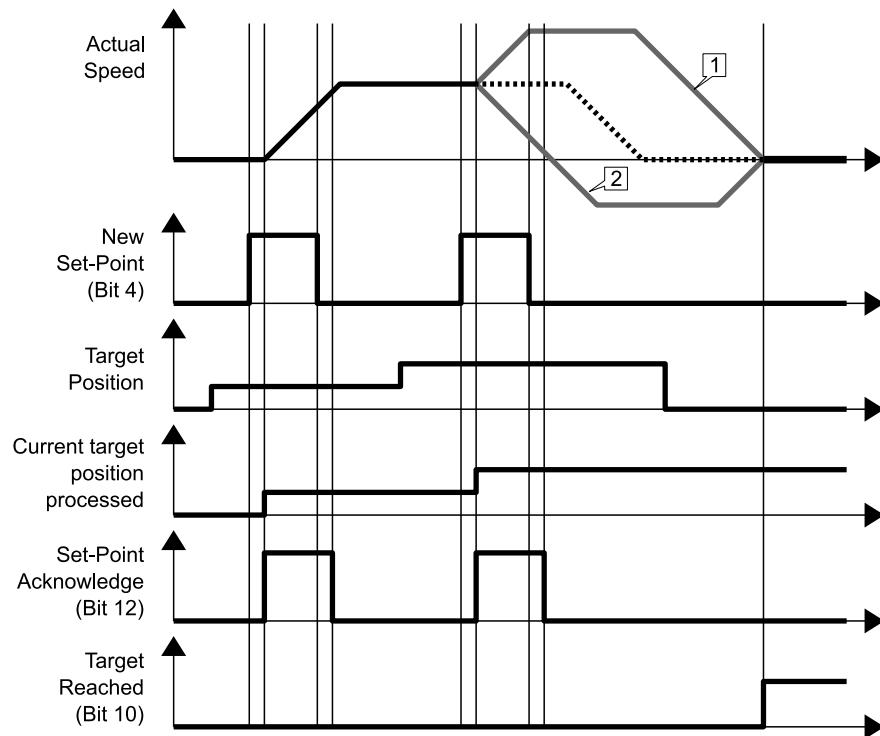 Actual
Speed
1
2
New
Set-Point
(Bit 4)
Target
Position
Current target
position
processed
Set-Point
Acknowledge
(Bit 12)
Target
Reached
(Bit 10)